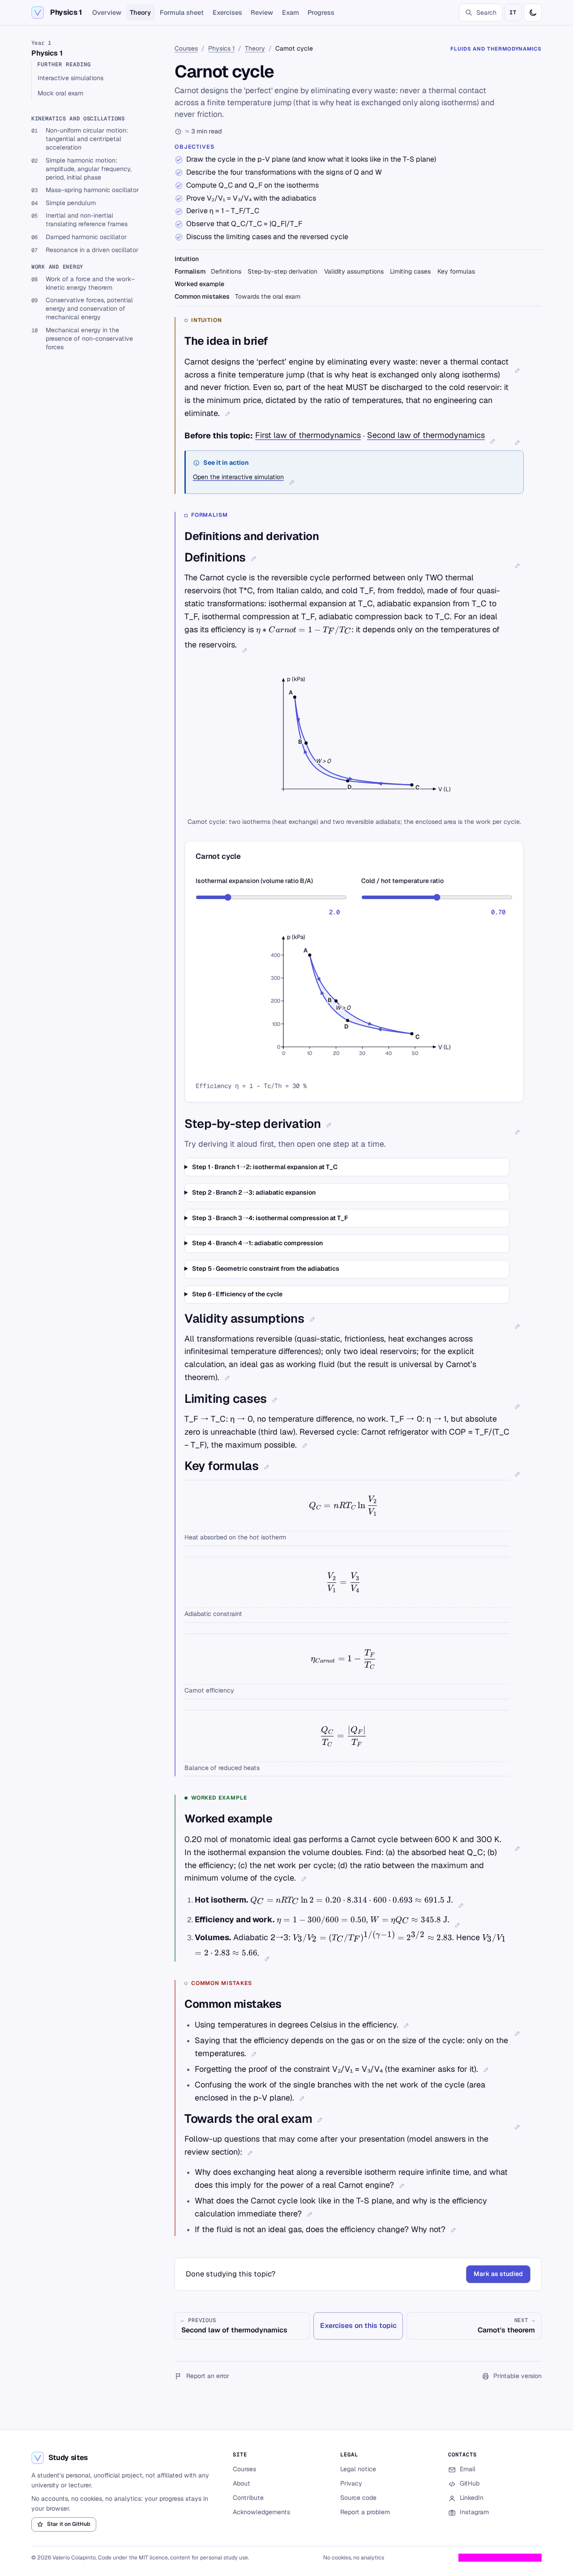 Physics 1 Overview Theory Formula sheet Exercises Review Exam Progress Search IT
Year 1
Physics 1
FURTHER READING
Interactive simulations
Mock oral exam
KINEMATICS AND OSCILLATIONS
01 Non-uniform circular motion:
tangential and centripetal
acceleration
02 Simple harmonic motion:
amplitude, angular frequency,
period, initial phase
03 Mass–spring harmonic oscillator
04 Simple pendulum
05 Inertial and non-inertial
translating reference frames
06 Damped harmonic oscillator
07 Resonance in a driven oscillator
WORK AND ENERGY
08 Work of a force and the work–
kinetic energy theorem
09 Conservative forces, potential
energy and conservation of
mechanical energy
10 Mechanical energy in the
presence of non-conservative
forces
Courses / Physics 1 / Theory / Carnot cycle
FLUIDS AND THERMODYNAMICS
Carnot cycle
Carnot designs the 'perfect' engine by eliminating every waste: never a thermal contact
across a finite temperature jump (that is why heat is exchanged only along isotherms) and
never friction.
≈ 3 min read
OBJECTIVES
Draw the cycle in the p-V plane (and know what it looks like in the T-S plane)
Describe the four transformations with the signs of Q and W
Compute Q_C and Q_F on the isotherms
Prove V₂/V₁ = V₃/V₄ with the adiabatics
Derive η = 1 − T_F/T_C
Observe that Q_C/T_C = |Q_F|/T_F
Discuss the limiting cases and the reversed cycle
Intuition
Formalism Definitions Step-by-step derivation Validity assumptions Limiting cases Key formulas
Worked example
Common mistakes Towards the oral exam
INTUITION
The idea in brief
Carnot designs the 'perfect' engine by eliminating every waste: never a thermal contact
across a finite temperature jump (that is why heat is exchanged only along isotherms)
and never friction. Even so, part of the heat MUST be discharged to the cold reservoir: it
is the minimum price, dictated by the ratio of temperatures, that no engineering can
eliminate.
Before this topic: First law of thermodynamics · Second law of thermodynamics
See it in action
Open the interactive simulation
FORMALISM
Definitions and derivation
Definitions
The Carnot cycle is the reversible cycle performed between only TWO thermal
reservoirs (hot T*C, from Italian caldo, and cold T_F, from freddo), made of four quasi-
static transformations: isothermal expansion at T_C, adiabatic expansion from T_C to
T_F, isothermal compression at T_F, adiabatic compression back to T_C. For an ideal
gas its efficiency is η ∗ Carnot = 1 − T_F/T_C: it depends only on the temperatures of
the reservoirs.
p (kPa)
A
B
W > 0
D
C
V (L)
Carnot cycle: two isotherms (heat exchange) and two reversible adiabats; the enclosed area is the work per cycle.
Carnot cycle
Isothermal expansion (volume ratio B/A)
2.0
Cold / hot temperature ratio
0.70
p (kPa)
400
300
200
100
0
A
B
W > 0
D
C
V (L)
0 10 20 30 40 50
Efficiency η = 1 − Tc/Th = 30 %
Step-by-step derivation
Try deriving it aloud first, then open one step at a time.
Step 1 · Branch 1→2: isothermal expansion at T_C
Step 2 · Branch 2→3: adiabatic expansion
Step 3 · Branch 3→4: isothermal compression at T_F
Step 4 · Branch 4→1: adiabatic compression
Step 5 · Geometric constraint from the adiabatics
Step 6 · Efficiency of the cycle
Validity assumptions
All transformations reversible (quasi-static, frictionless, heat exchanges across
infinitesimal temperature differences); only two ideal reservoirs; for the explicit
calculation, an ideal gas as working fluid (but the result is universal by Carnot's
theorem).
Limiting cases
T_F → T_C: η → 0, no temperature difference, no work. T_F → 0: η → 1, but absolute
zero is unreachable (third law). Reversed cycle: Carnot refrigerator with COP = T_F/(T_C
− T_F), the maximum possible.
Key formulas
Q_C = nRT_C ln V₂/V₁
Heat absorbed on the hot isotherm
V₂/V₁ = V₃/V₄
Adiabatic constraint
η_Carnot = 1 − T_F/T_C
Carnot efficiency
Q_C/T_C = |Q_F|/T_F
Balance of reduced heats
WORKED EXAMPLE
Worked example
0.20 mol of monatomic ideal gas performs a Carnot cycle between 600 K and 300 K.
In the isothermal expansion the volume doubles. Find: (a) the absorbed heat Q_C; (b)
the efficiency; (c) the net work per cycle; (d) the ratio between the maximum and
minimum volume of the cycle.
1. Hot isotherm. Q_C = nRT_C ln 2 = 0.20 · 8.314 · 600 · 0.693 ≈ 691.5 J.
2. Efficiency and work. η = 1 − 300/600 = 0.50, W = ηQ_C ≈ 345.8 J.
3. Volumes. Adiabatic 2→3: V₃/V₂ = (T_C/T_F)^1/(γ−1) = 2^3/2 ≈ 2.83. Hence V₃/V₁
= 2 · 2.83 ≈ 5.66.
COMMON MISTAKES
Common mistakes
• Using temperatures in degrees Celsius in the efficiency.
• Saying that the efficiency depends on the gas or on the size of the cycle: only on the
temperatures.
• Forgetting the proof of the constraint V₂/V₁ = V₃/V₄ (the examiner asks for it).
• Confusing the work of the single branches with the net work of the cycle (area
enclosed in the p-V plane).
Towards the oral exam
Follow-up questions that may come after your presentation (model answers in the
review section):
• Why does exchanging heat along a reversible isotherm require infinite time, and what
does this imply for the power of a real Carnot engine?
• What does the Carnot cycle look like in the T-S plane, and why is the efficiency
calculation immediate there?
• If the fluid is not an ideal gas, does the efficiency change? Why not?
Done studying this topic?
Mark as studied
← PREVIOUS
Second law of thermodynamics
Exercises on this topic
NEXT →
Carnot's theorem
Report an error
Printable version
Study sites
A student's personal, unofficial project, not affiliated with any
university or lecturer.
No accounts, no cookies, no analytics: your progress stays in
your browser.
Star it on GitHub
SITE
Courses
About
Contribute
Acknowledgements
LEGAL
Legal notice
Privacy
Source code
Report a problem
CONTACTS
Email
GitHub
LinkedIn
Instagram
© 2026 Valerio Colapinto. Code under the MIT licence, content for personal study use.
No cookies, no analytics